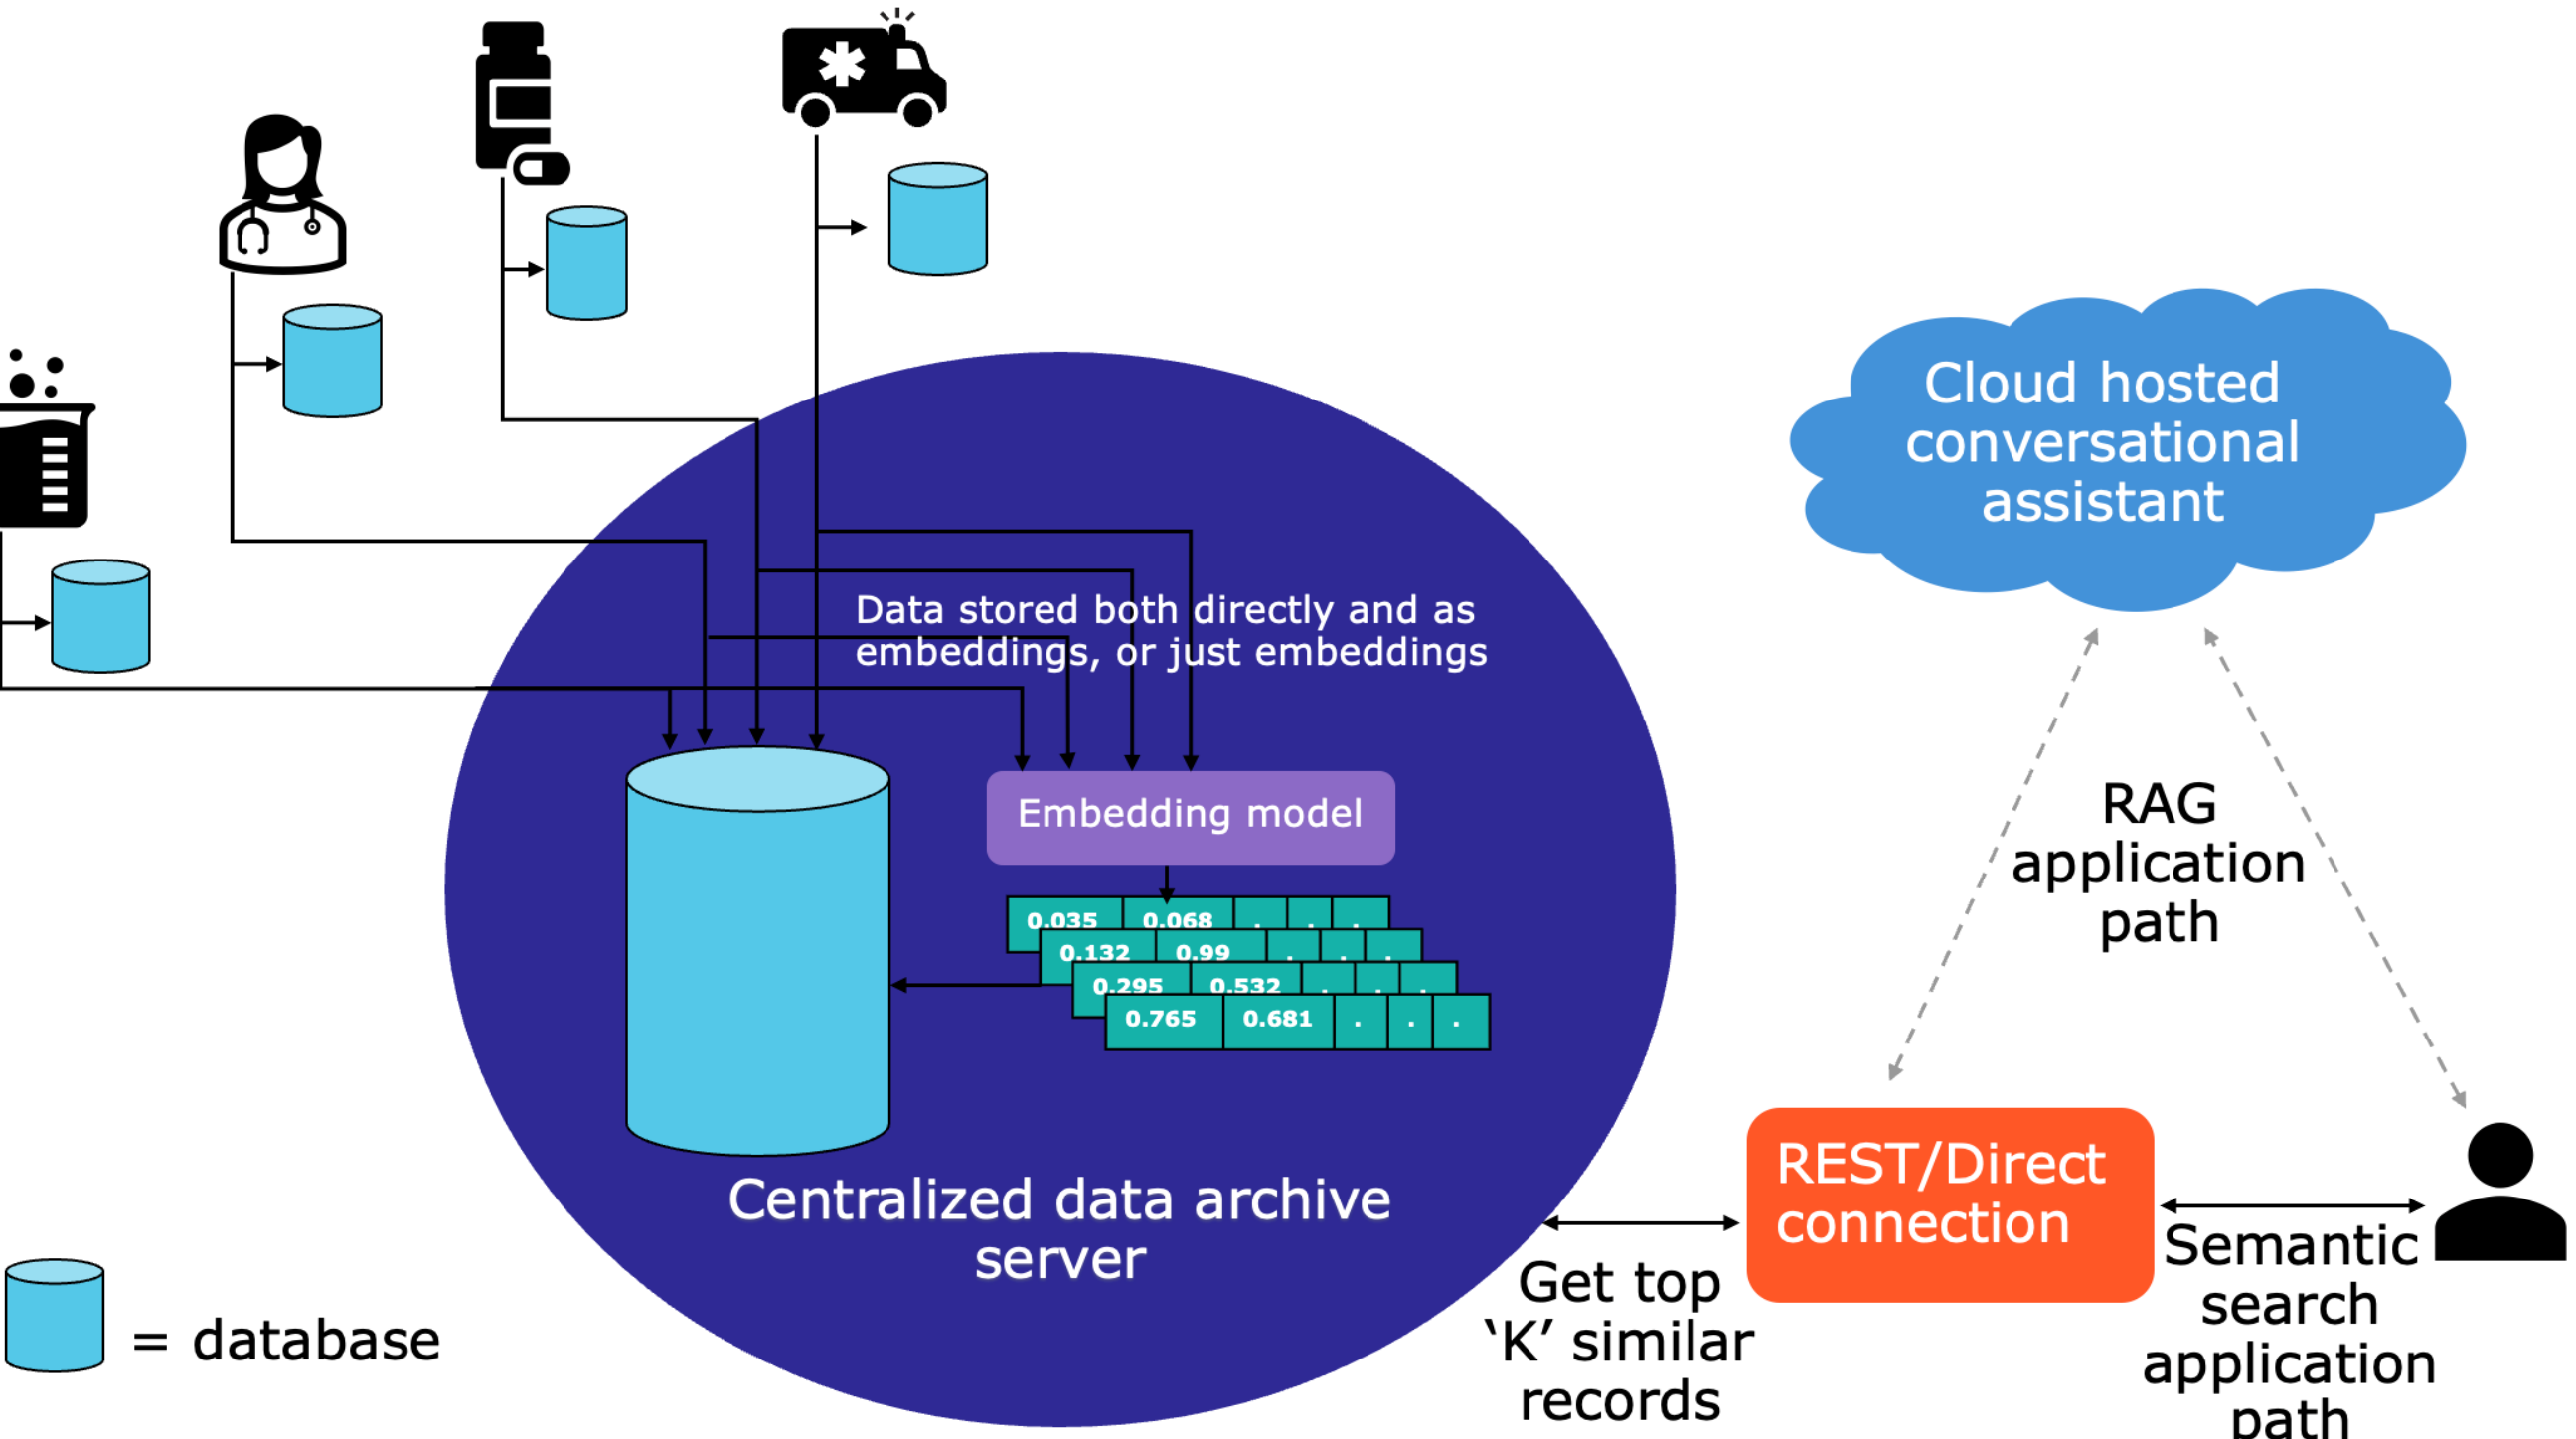 Cloud hosted
conversational
assistant
Data stored both directly and as
embeddings, or just embeddings
Embedding model
0.035 0.068 . . .
0.132 0.99 . . .
0.295 0.532 . . .
0.765 0.681 . . .
RAG
application
path
Centralized data archive
server
REST/Direct
connection
Get top
‘K’ similar
records
Semantic
search
application
path
= database